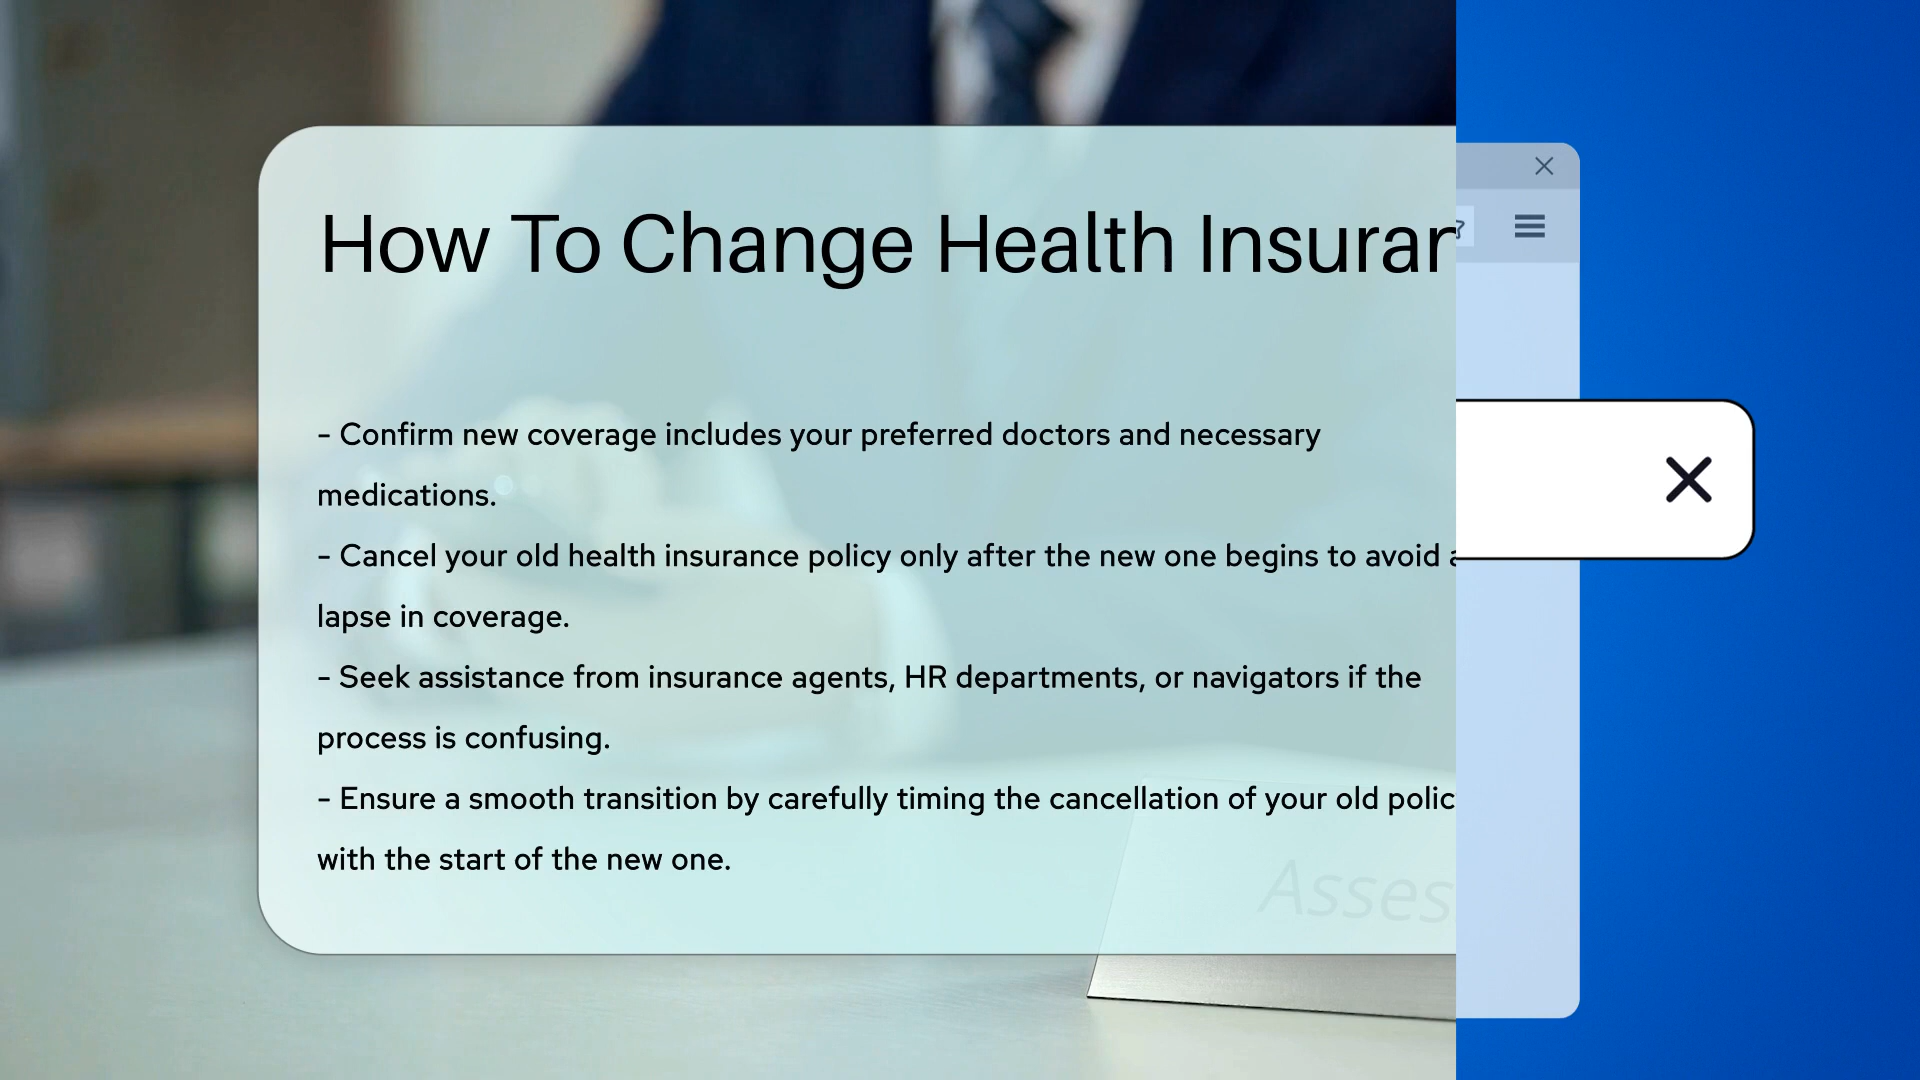 How To Change Health Insuran
- Confirm new coverage includes your preferred doctors and necessary
medications.
- Cancel your old health insurance policy only after the new one begins to avoid a
lapse in coverage.
- Seek assistance from insurance agents, HR departments, or navigators if the
process is confusing.
- Ensure a smooth transition by carefully timing the cancellation of your old polic
with the start of the new one.
Asses